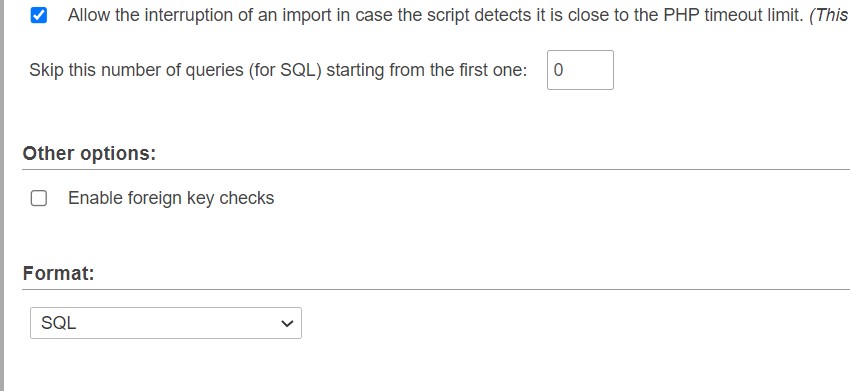 Allow the interruption of an import in case the script detects it is close to the PHP timeout limit. (This
Skip this number of queries (for SQL) starting from the first one: 0
Other options:
Enable foreign key checks
Format:
SQL